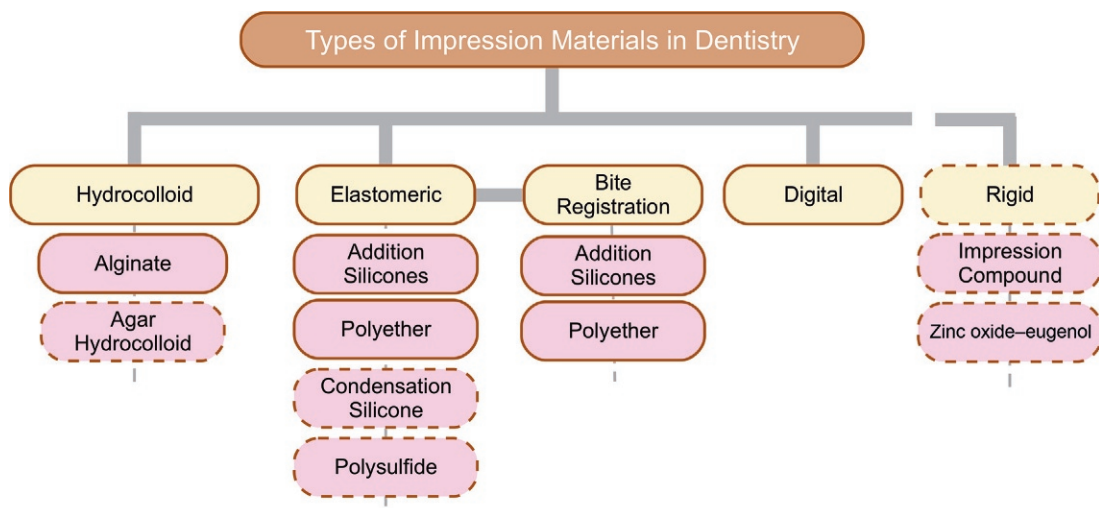 Types of Impression Materials in Dentistry
Hydrocolloid
Alginate
Agar
Hydrocolloid
Elastomeric
Addition
Silicones
Polyether
Condensation
Silicone
Polysulfide
Bite
Registration
Addition
Silicones
Polyether
Digital
Rigid
Impression
Compound
Zinc oxide–eugenol